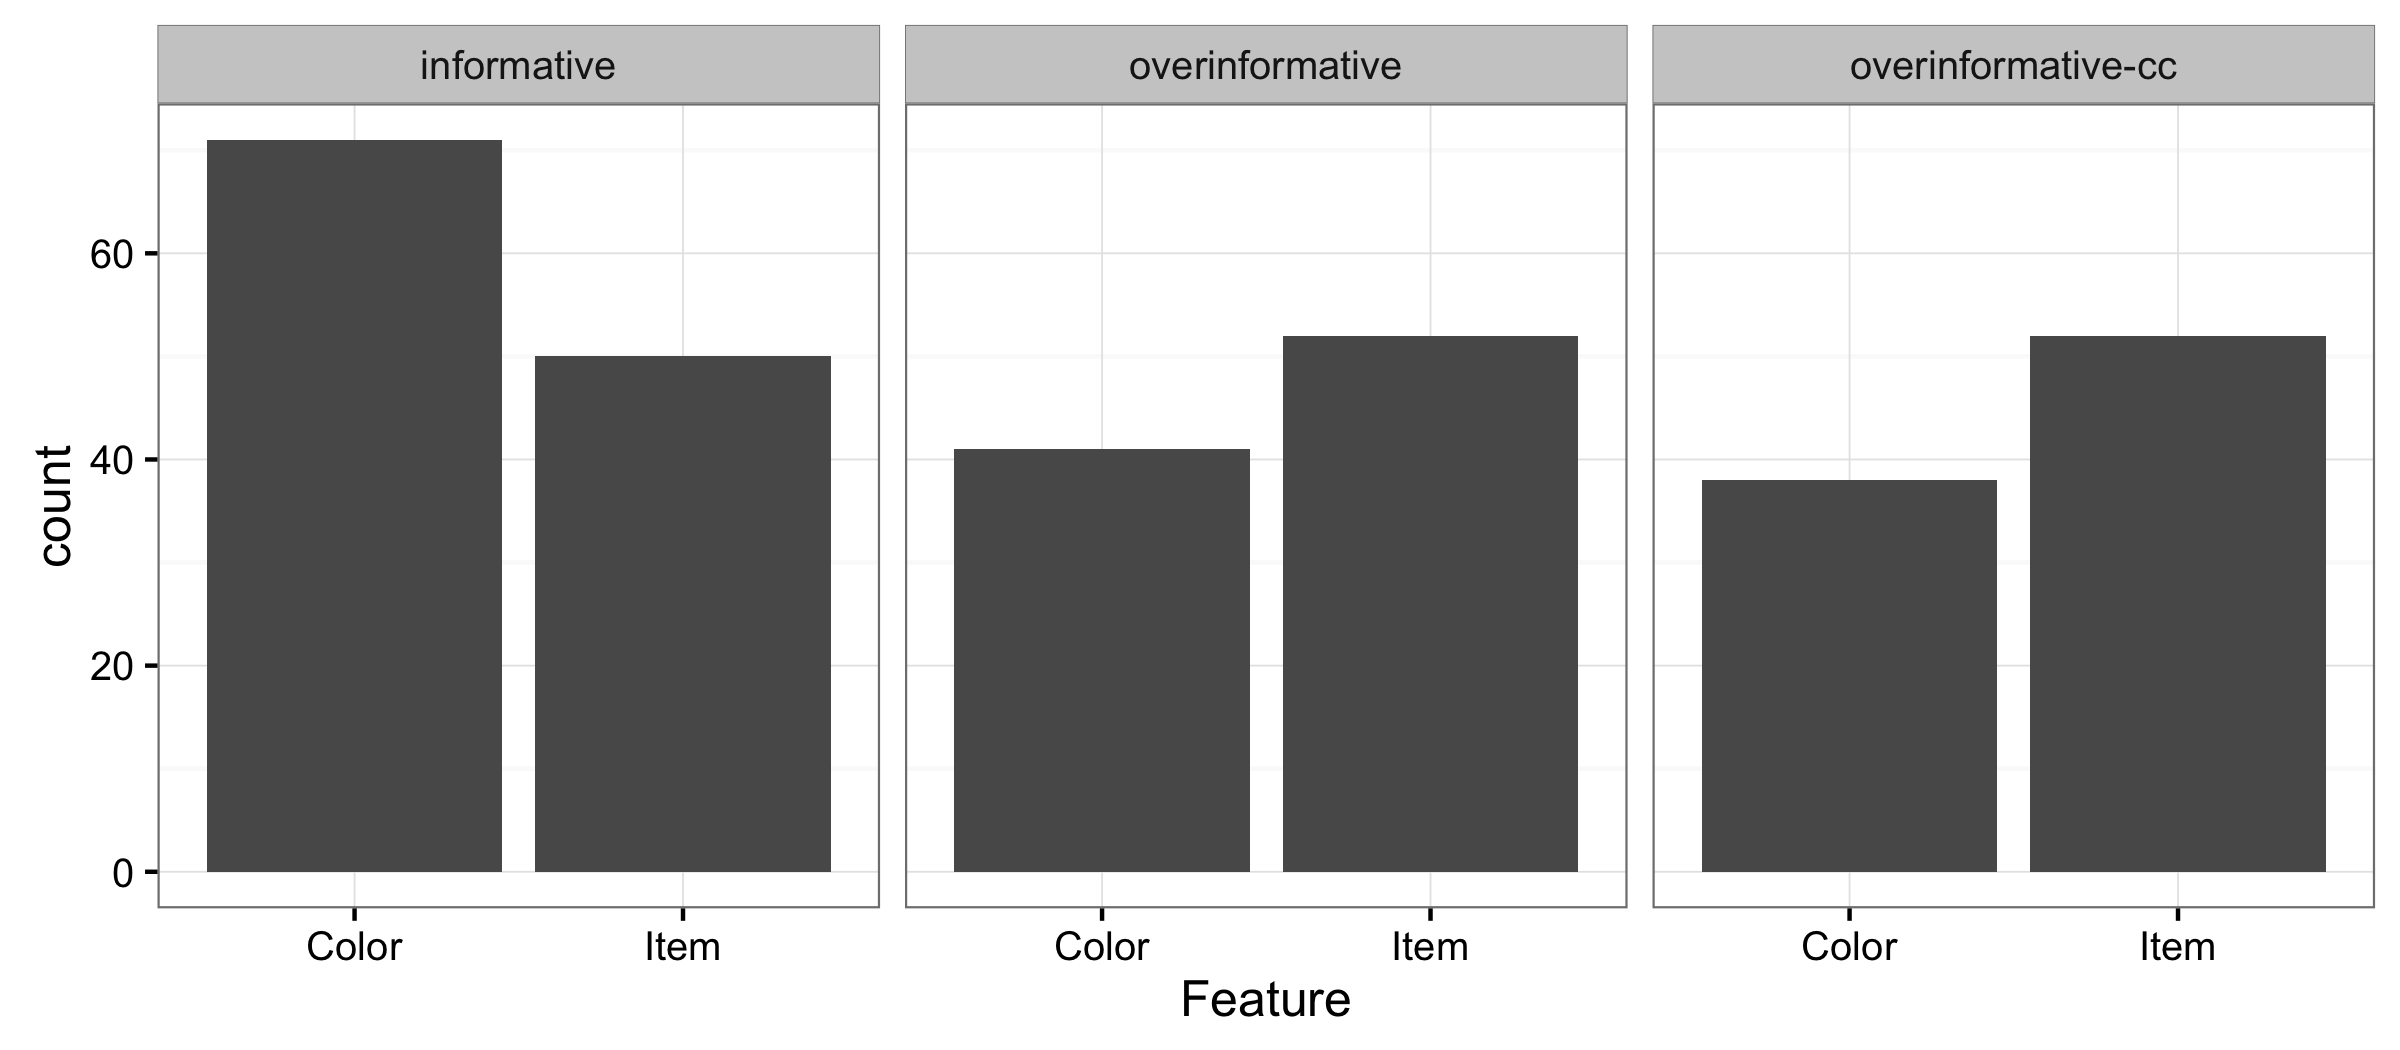 informative overinformative overinformative-cc
60
40
20
0
count
Color Item Color Item Color Item
Feature